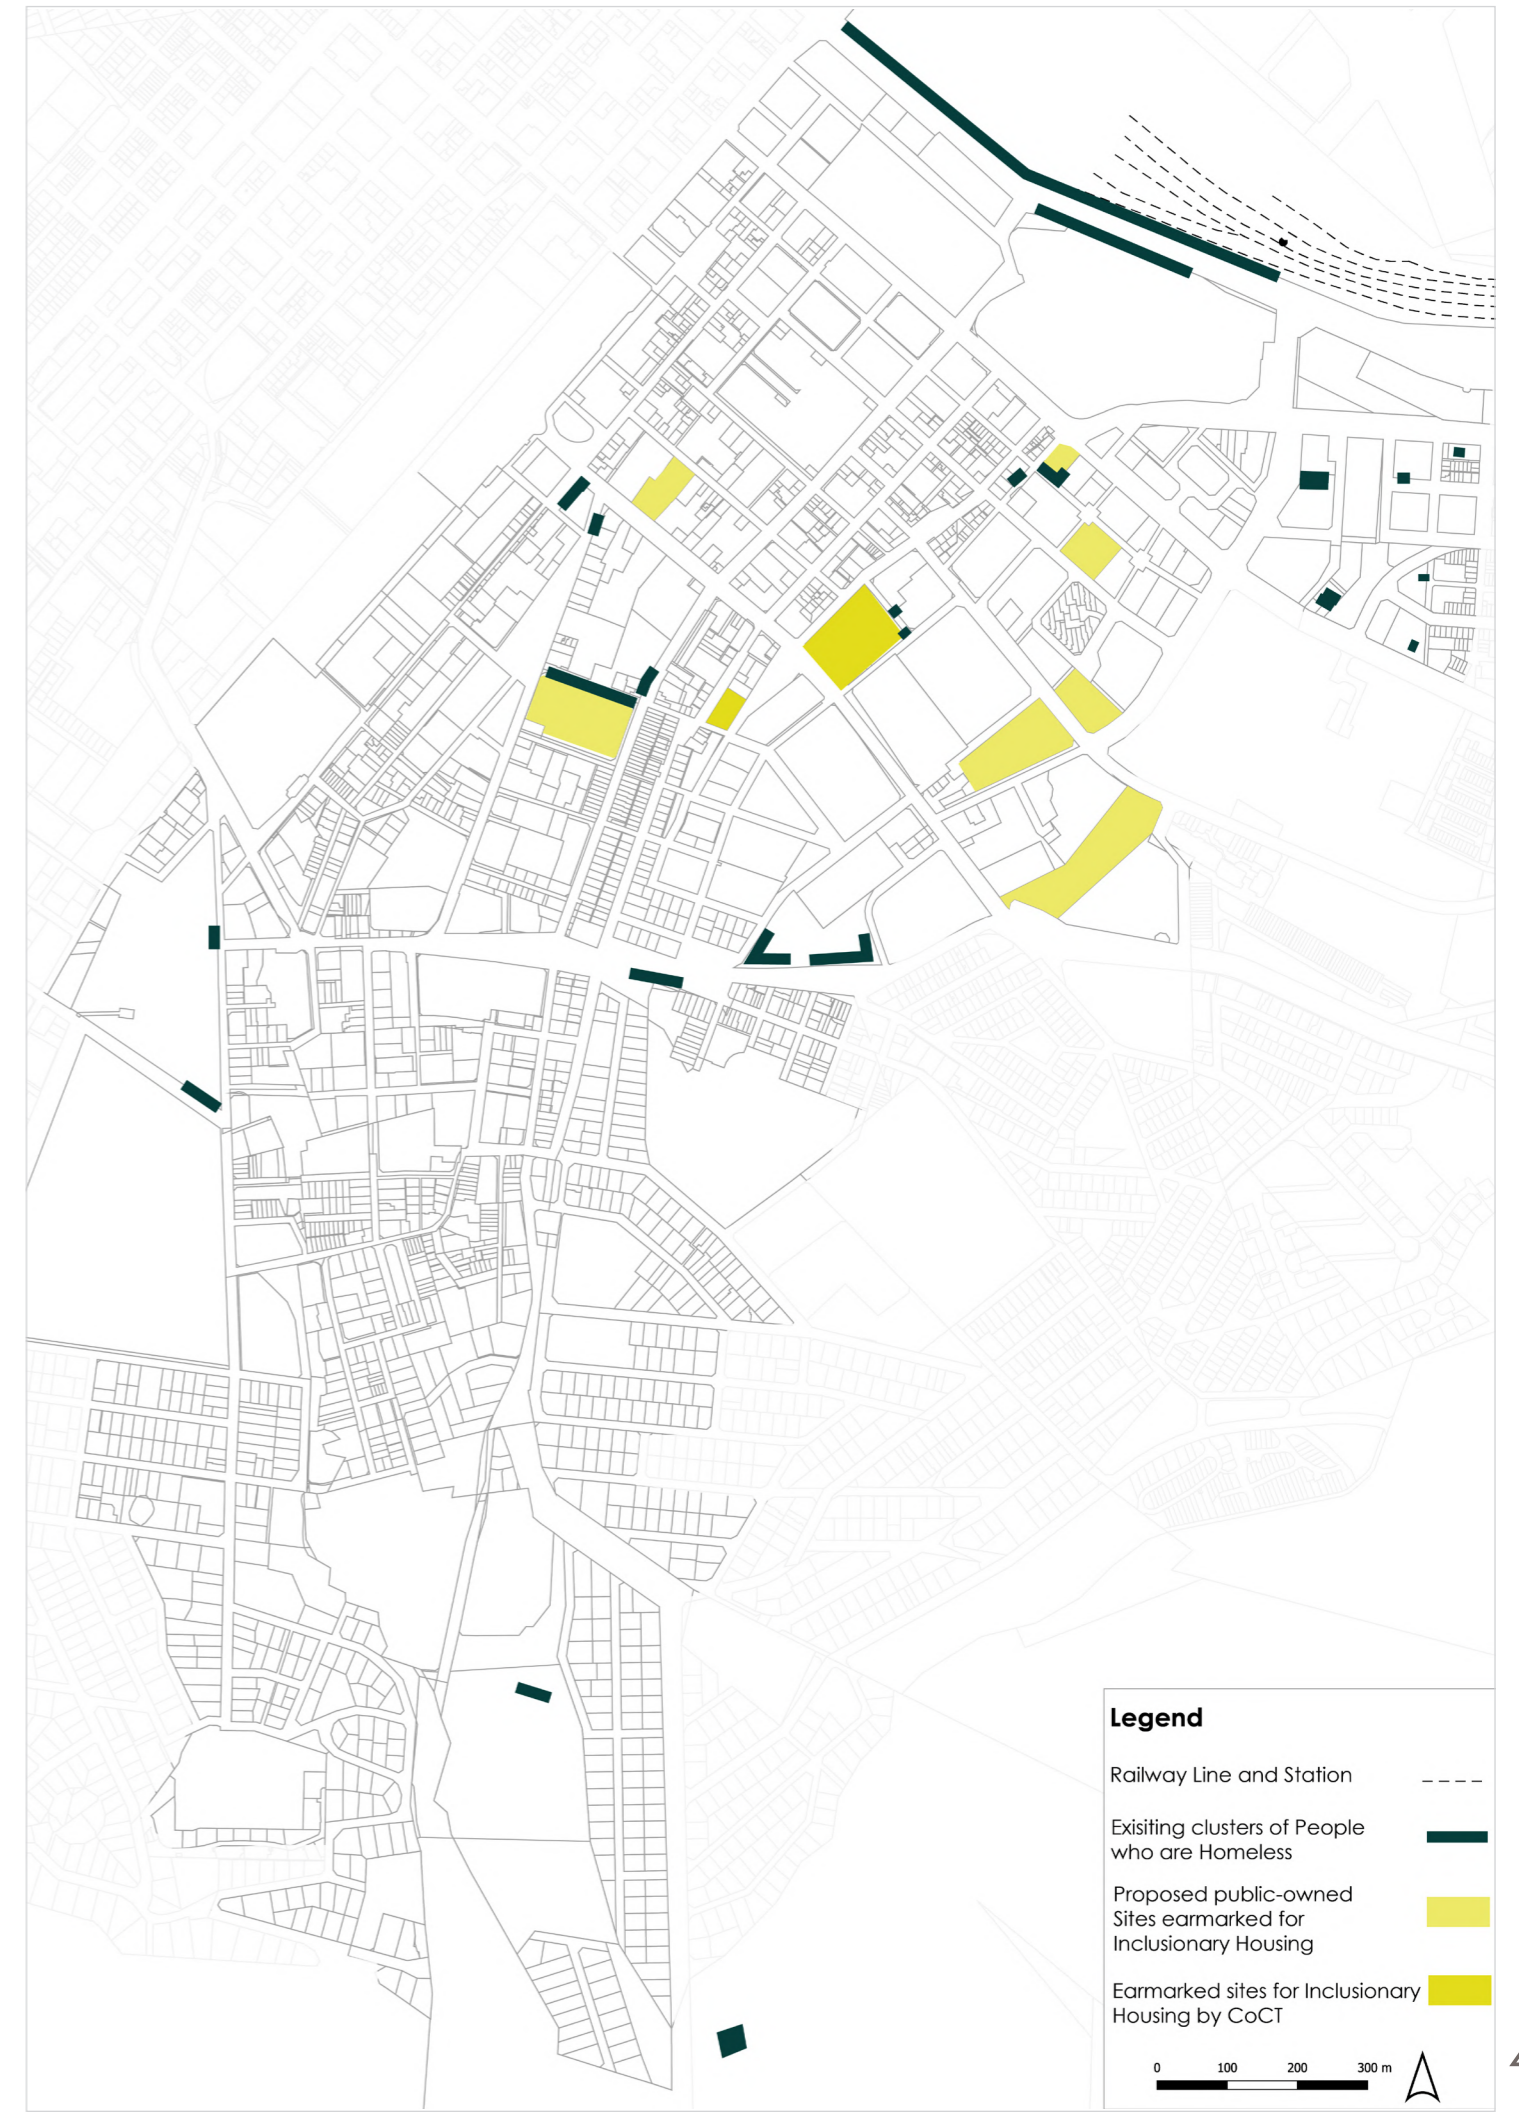 Legend
Railway Line and Station
Exisiting clusters of People
who are Homeless
Proposed public-owned
Sites earmarked for
Inclusionary Housing
Earmarked sites for Inclusionary
Housing by CoCT
0 100 200 300 m